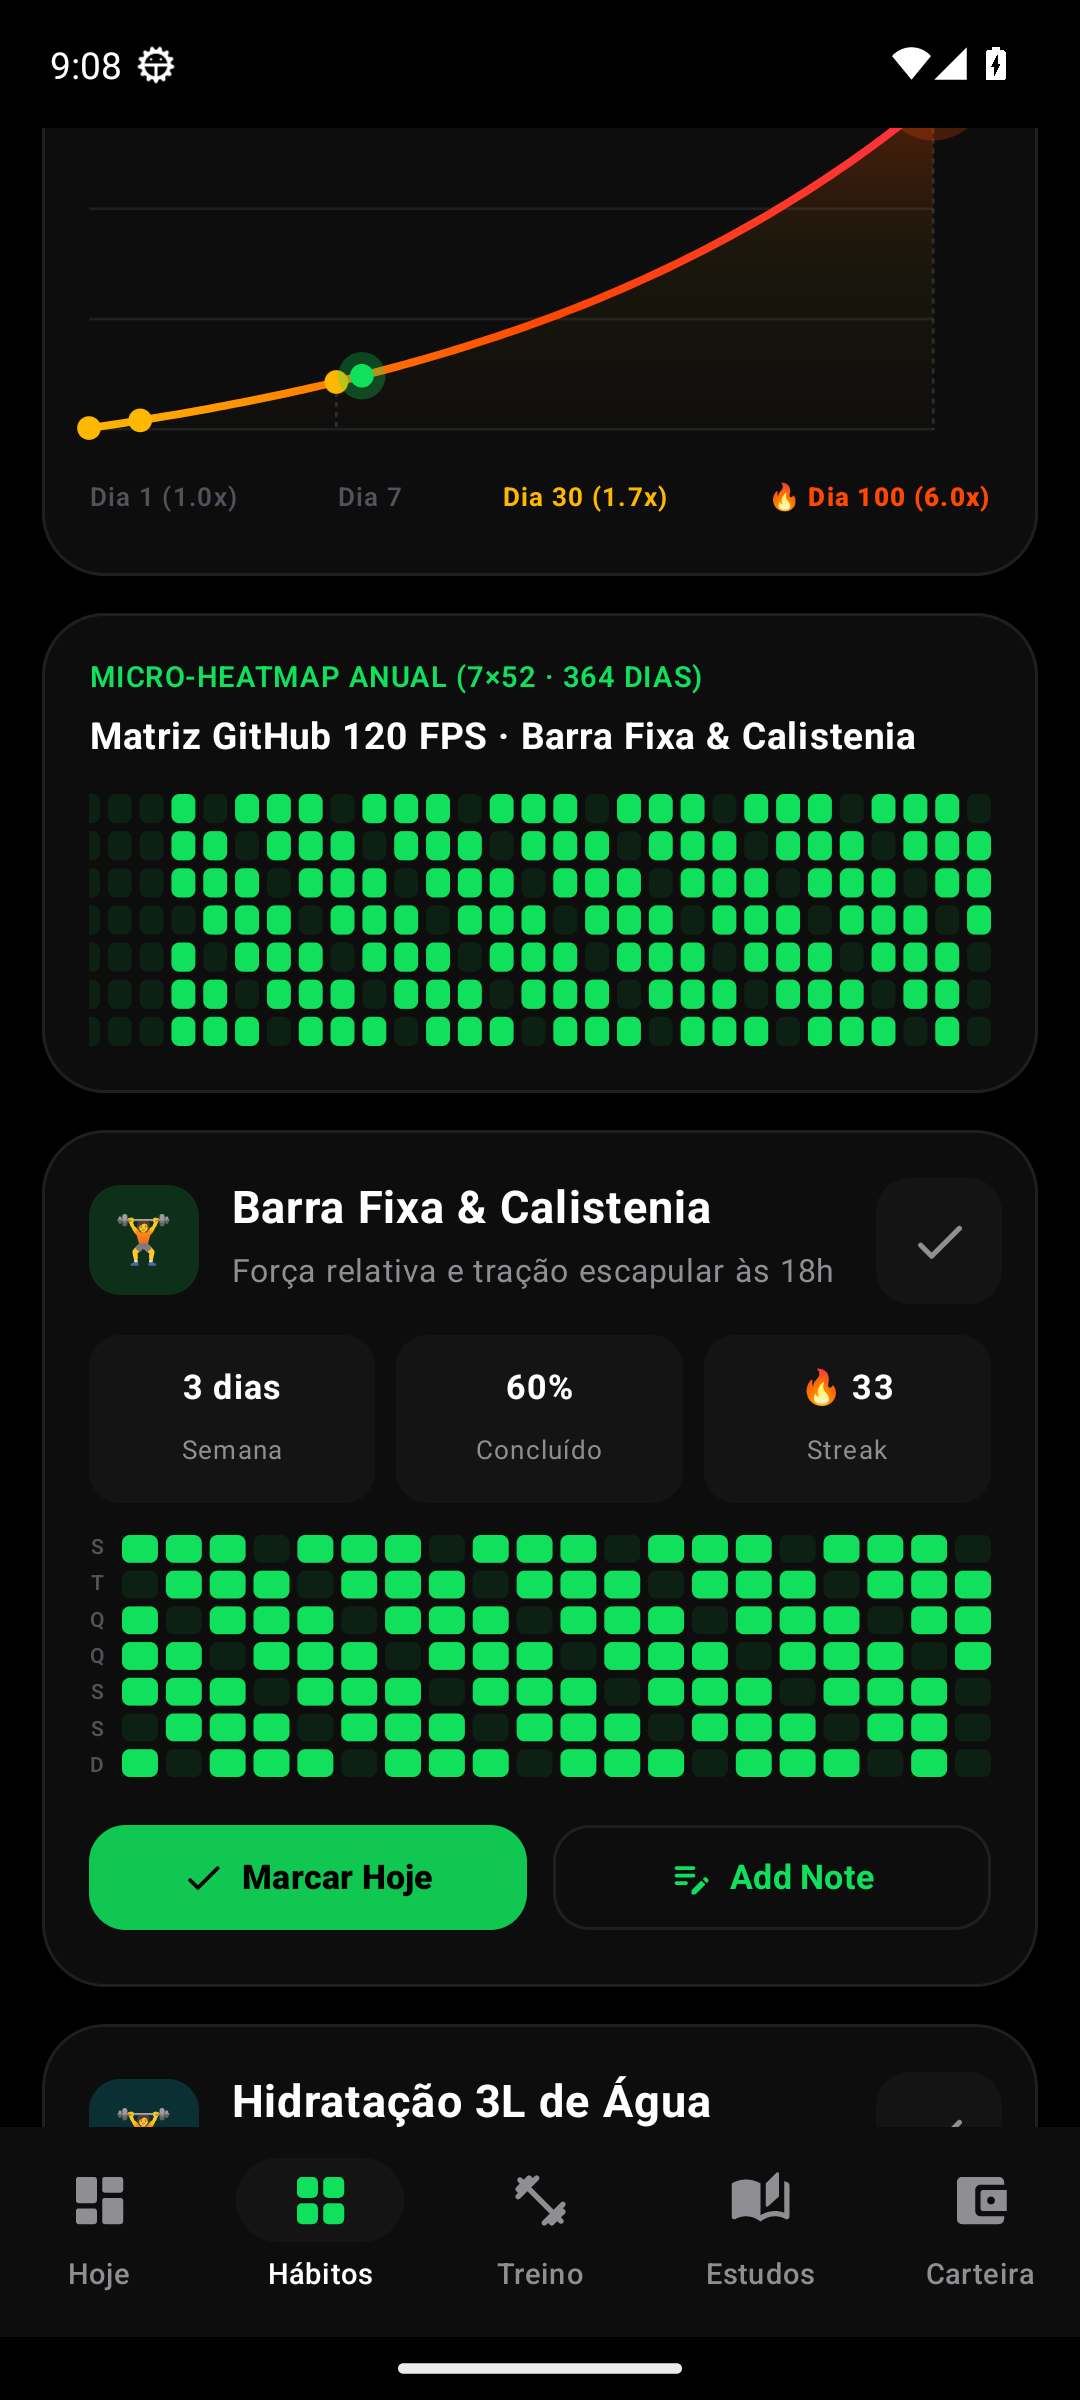 9:08
Dia 1 (1.0x) Dia 7 Dia 30 (1.7x) 🔥 Dia 100 (6.0x)
MICRO-HEATMAP ANUAL (7×52 · 364 DIAS)
Matriz GitHub 120 FPS · Barra Fixa & Calistenia
Barra Fixa & Calistenia
Força relativa e tração escapular às 18h
3 dias
Semana
60%
Concluído
🔥 33
Streak
S
T
Q
Q
S
S
D
Marcar Hoje
Add Note
Hidratação 3L de Água
Hoje
Hábitos
Treino
Estudos
Carteira